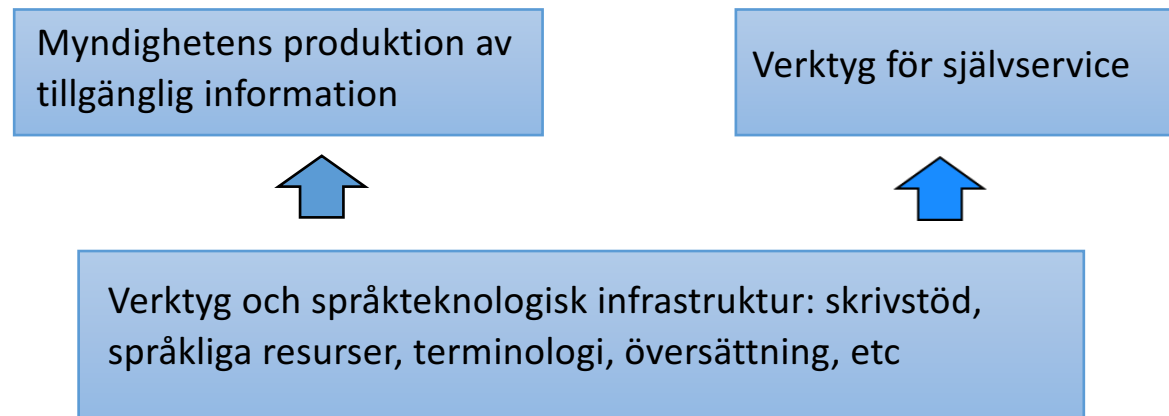 Myndighetens produktion av
tillgänglig information
Verktyg för självservice
Verktyg och språkteknologisk infrastruktur: skrivstöd,
språkliga resurser, terminologi, översättning, etc